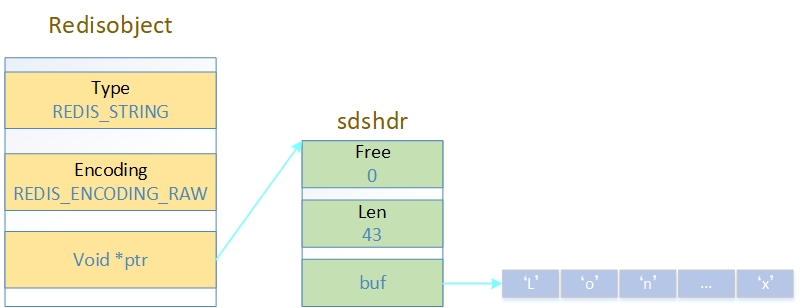 Redisobject
Type
REDIS_STRING
Encoding
REDIS_ENCODING_RAW
Void *ptr
sdshdr
Free
0
Len
43
buf
‘L’ ‘o’ ‘n’ ... ‘x’